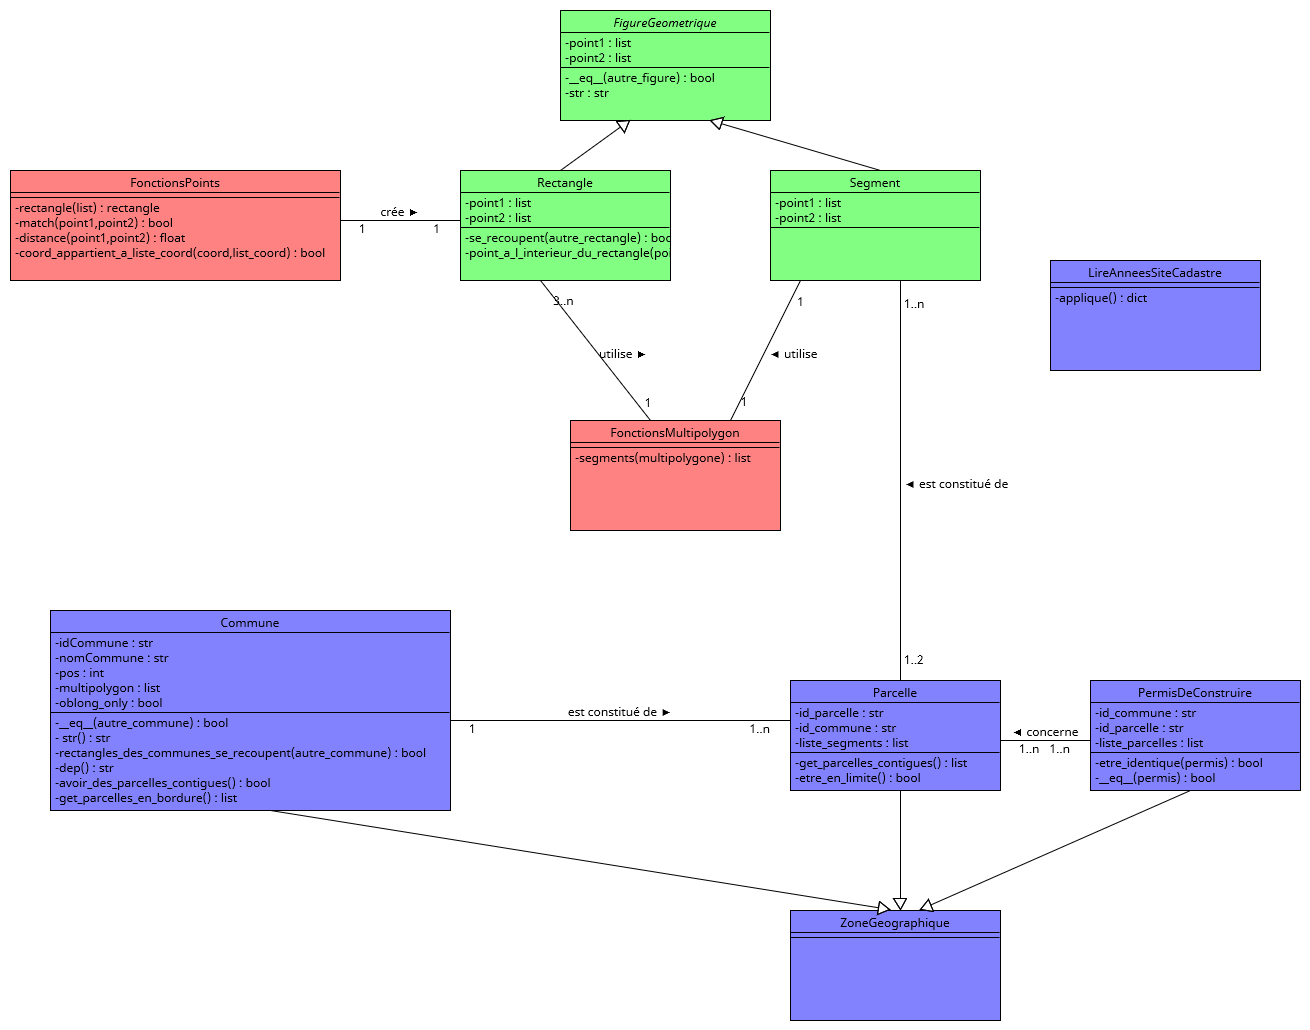 FigureGeometrique
-point1 : list
-point2 : list
-__eq__(autre_figure) : bool
-str : str
FonctionsPoints
-rectangle(list) : rectangle
-match(point1,point2) : bool
-distance(point1,point2) : float
-coord_appartient_a_liste_coord(coord,list_coord) : bool
crée ►
1
1
Rectangle
-point1 : list
-point2 : list
-se_recoupent(autre_rectangle) : boo
-point_a_l_interieur_du_rectangle(poi
Segment
-point1 : list
-point2 : list
LireAnneesSiteCadastre
-applique() : dict
3..n
utilise ►
1
1
◄ utilise
1
1..n
◄ est constitué de
1..2
FonctionsMultipolygon
-segments(multipolygone) : list
Commune
-idCommune : str
-nomCommune : str
-pos : int
-multipolygon : list
-oblong_only : bool
-__eq__(autre_commune) : bool
- str() : str
-rectangles_des_communes_se_recoupent(autre_commune) : bool
-dep() : str
-avoir_des_parcelles_contigues() : bool
-get_parcelles_en_bordure() : list
est constitué de ►
1
1..n
Parcelle
-id_parcelle : str
-id_commune : str
-liste_segments : list
-get_parcelles_contigues() : list
-etre_en_limite() : bool
◄ concerne
1..n
1..n
PermisDeConstruire
-id_commune : str
-id_parcelle : str
-liste_parcelles : list
-etre_identique(permis) : bool
-__eq__(permis) : bool
ZoneGeographique